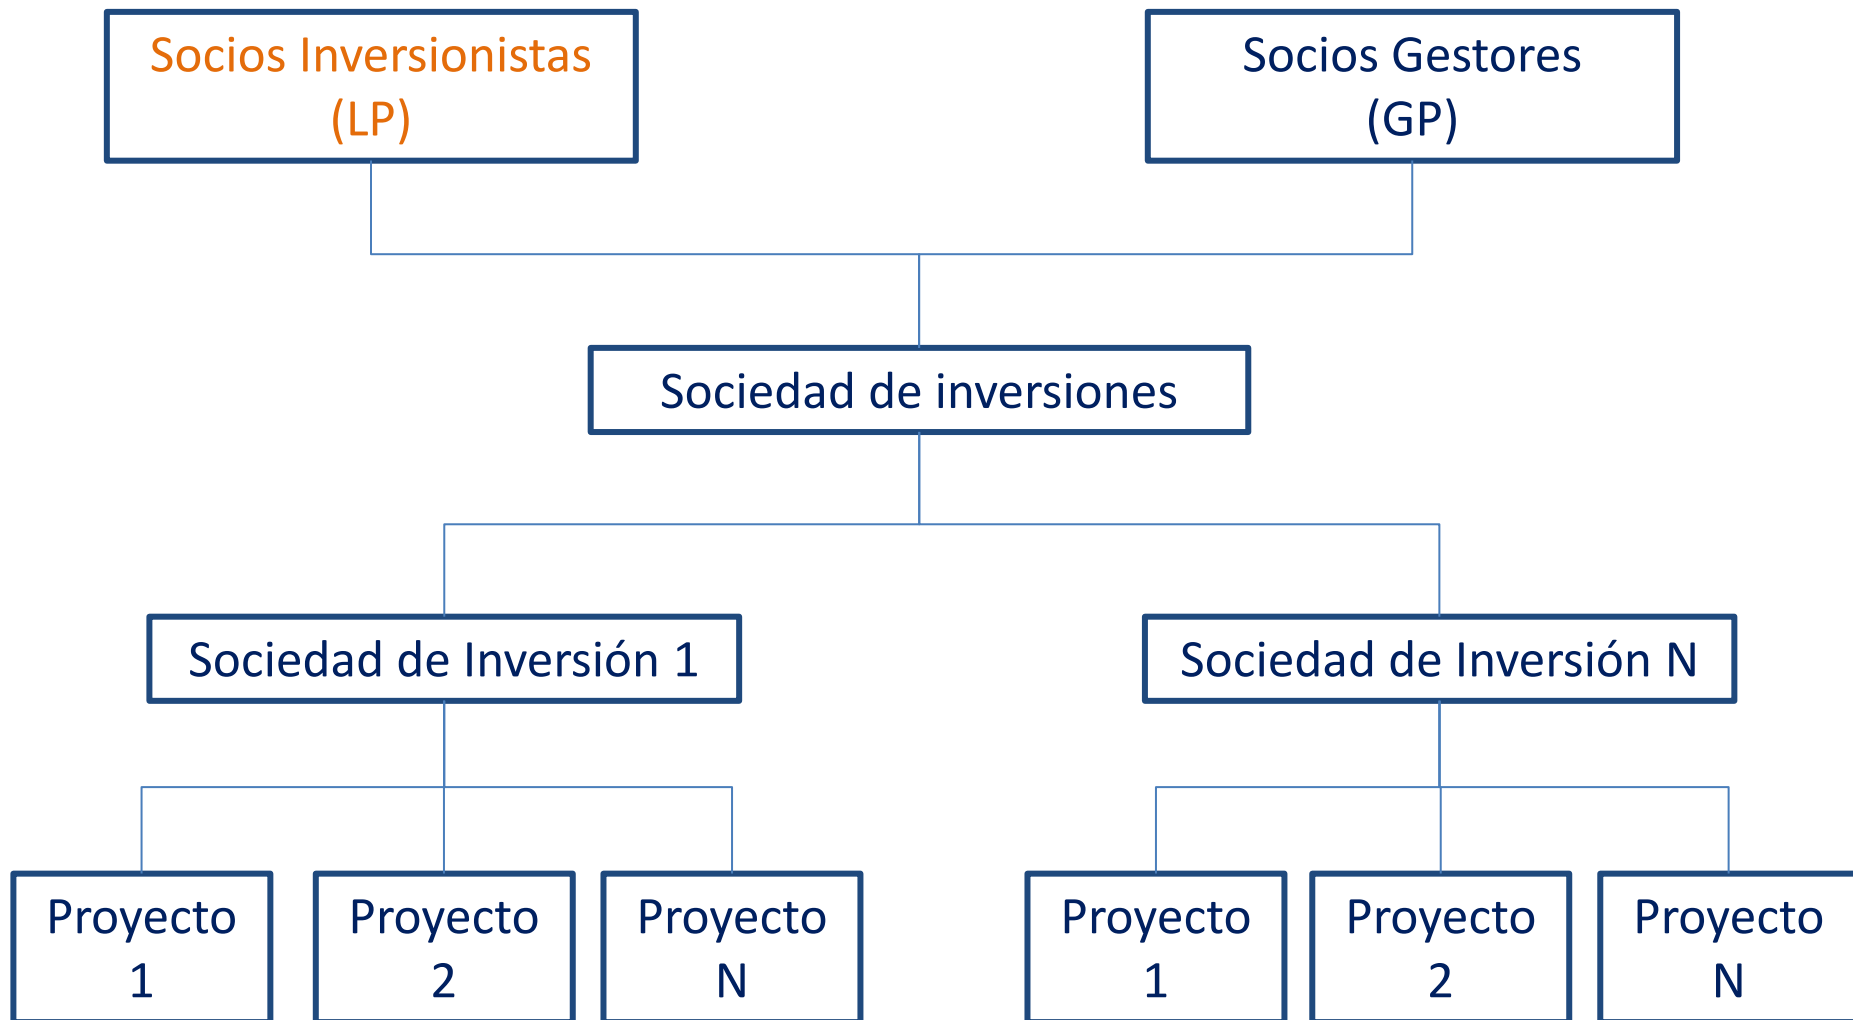 Socios Inversionistas
(LP)
Socios Gestores
(GP)
Sociedad de inversiones
Sociedad de Inversión 1
Sociedad de Inversión N
Proyecto
1
Proyecto
2
Proyecto
N
Proyecto
1
Proyecto
2
Proyecto
N